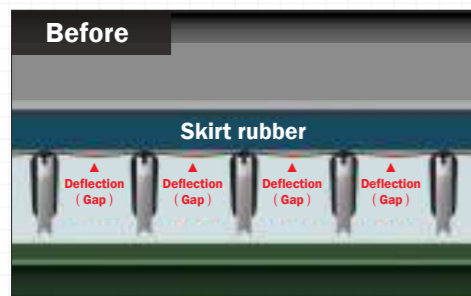 Before
Skirt rubber
▲ ▲ ▲ ▲
Deflection Deflection Deflection Deflection
( Gap ) ( Gap ) ( Gap ) ( Gap )